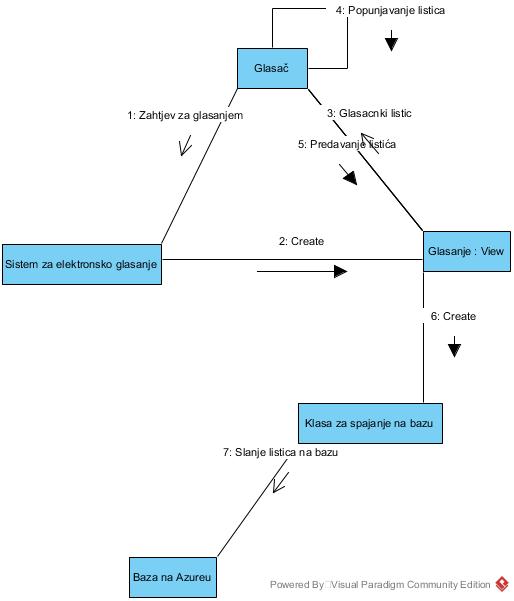 4: Popunjavanje listica
Glasač
1: Zahtjev za glasanjem
3: Glasacnki listic
5: Predavanje listića
2: Create
Sistem za elektronsko glasanje
Glasanje : View
6: Create
Klasa za spajanje na bazu
7: Slanje listica na bazu
Baza na Azureu
Powered By Visual Paradigm Community Edition